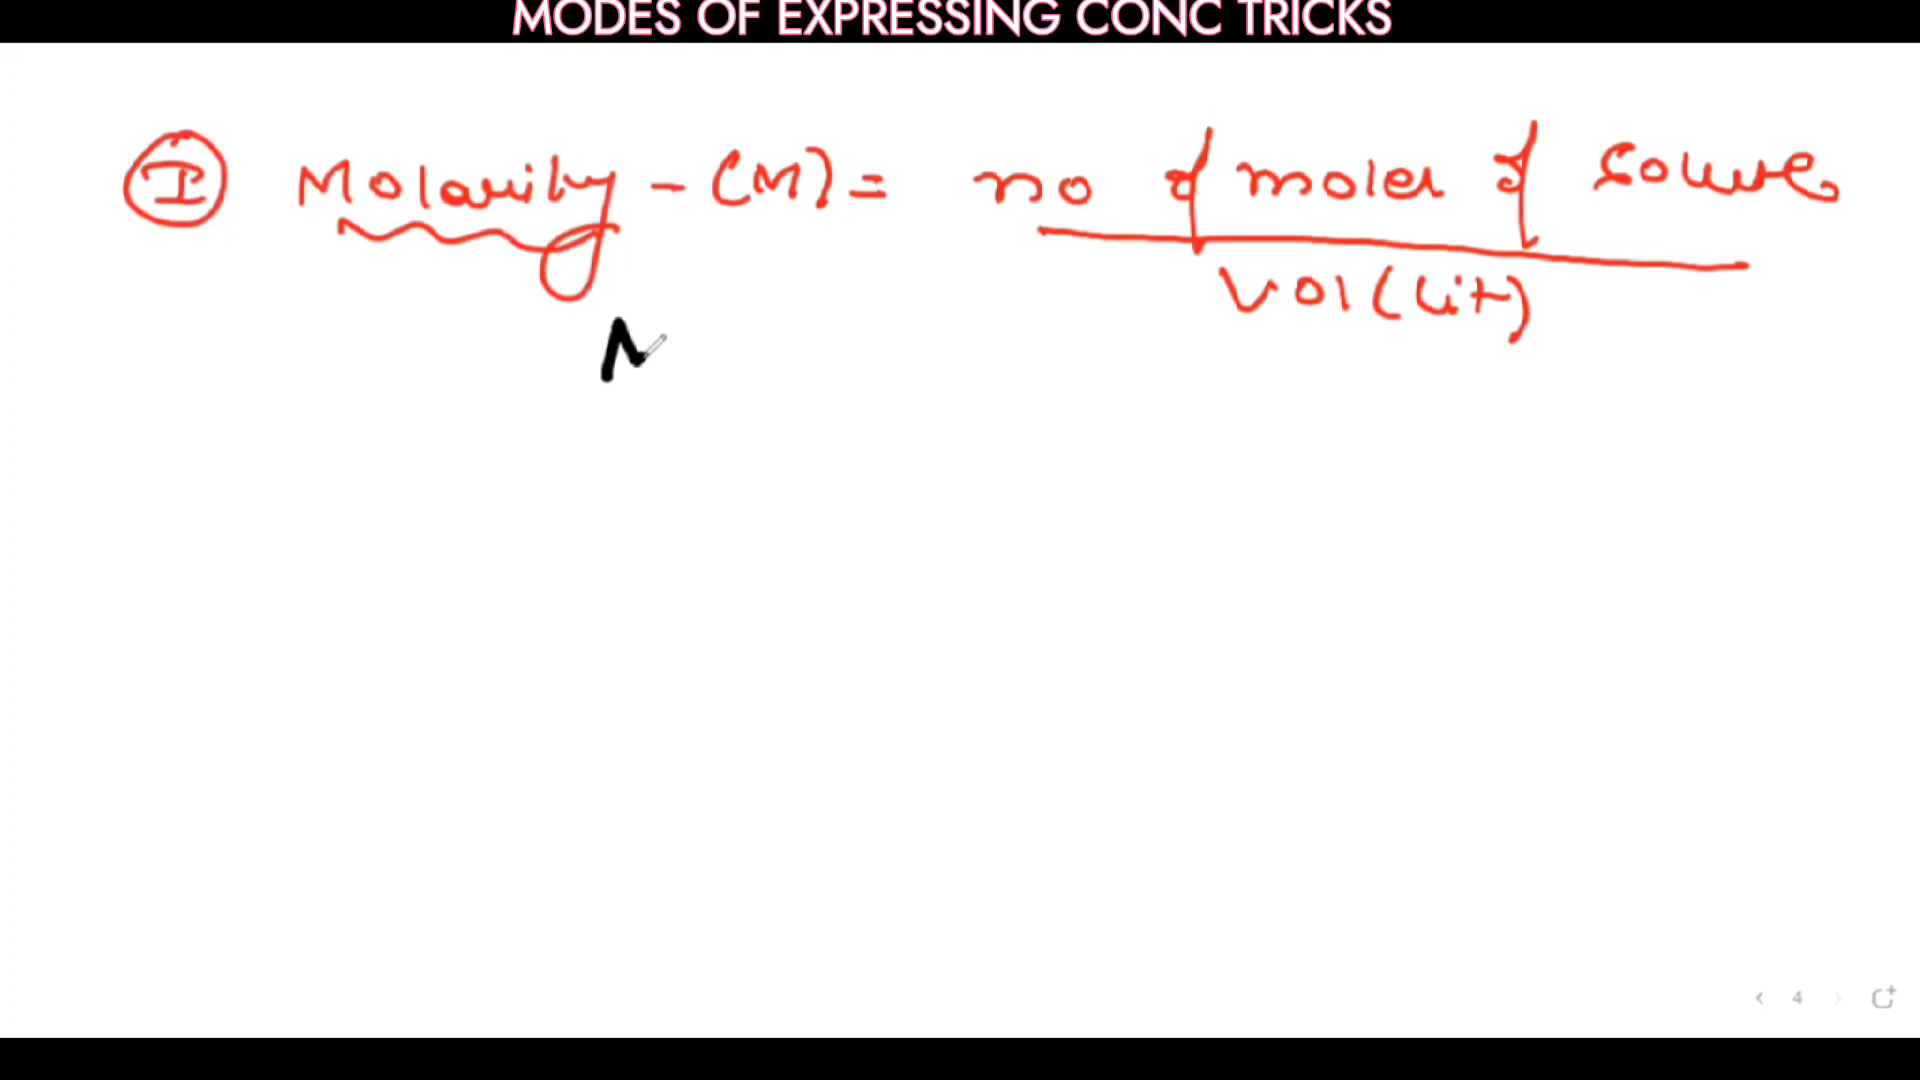 MODES OF EXPRESSING CONC TRICKS
I Molarity - (M) = no of moles of solute
Vol (Lit)
4